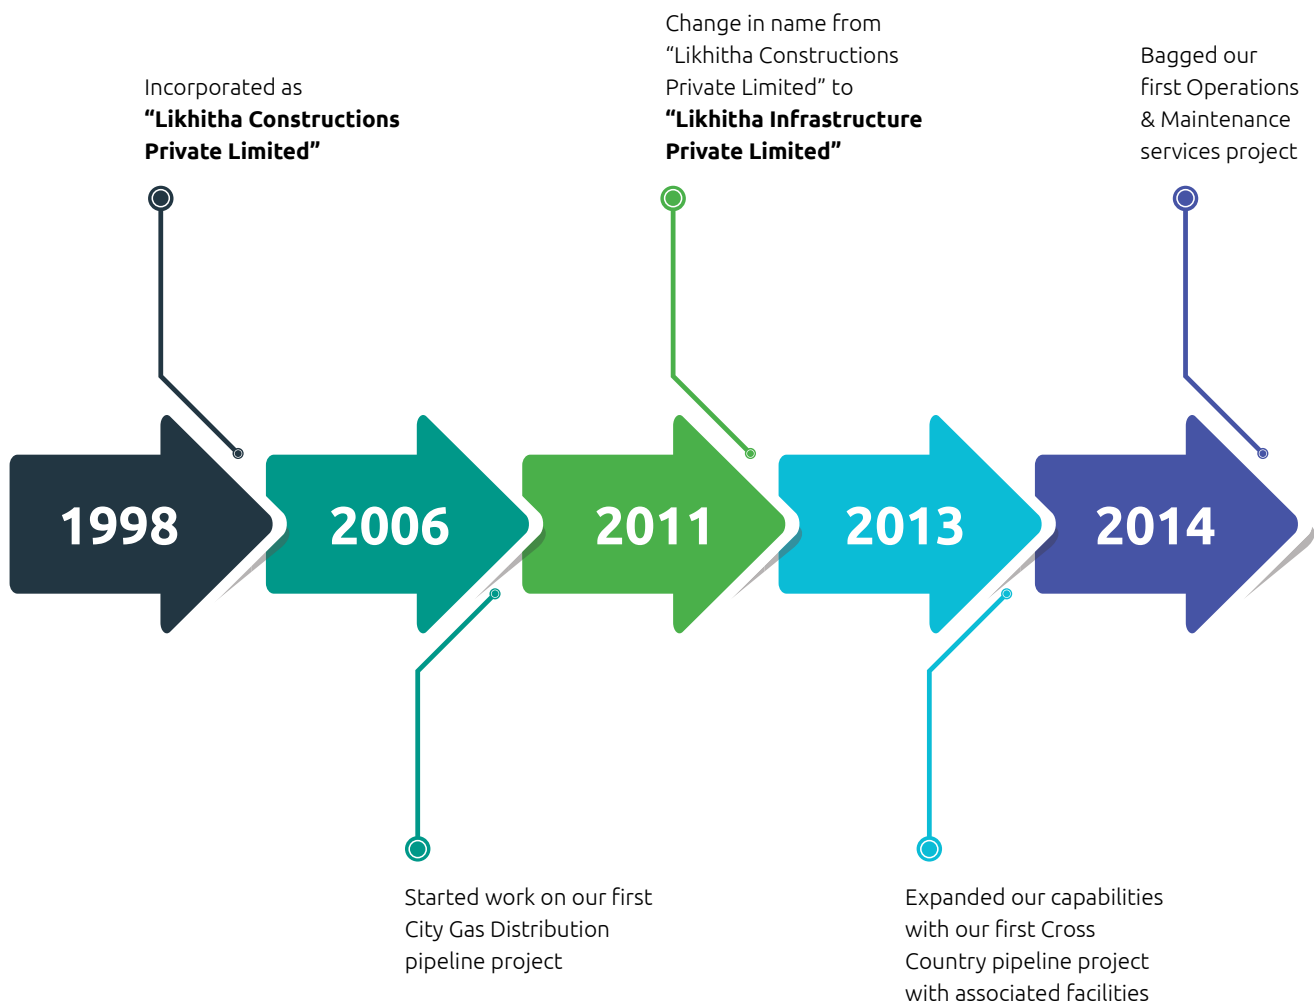 Incorporated as
“Likhitha Constructions
Private Limited”
Change in name from
“Likhitha Constructions
Private Limited” to
“Likhitha Infrastructure
Private Limited”
Bagged our
first Operations
& Maintenance
services project
1998
2006
2011
2013
2014
Started work on our first
City Gas Distribution
pipeline project
Expanded our capabilities
with our first Cross
Country pipeline project
with associated facilities